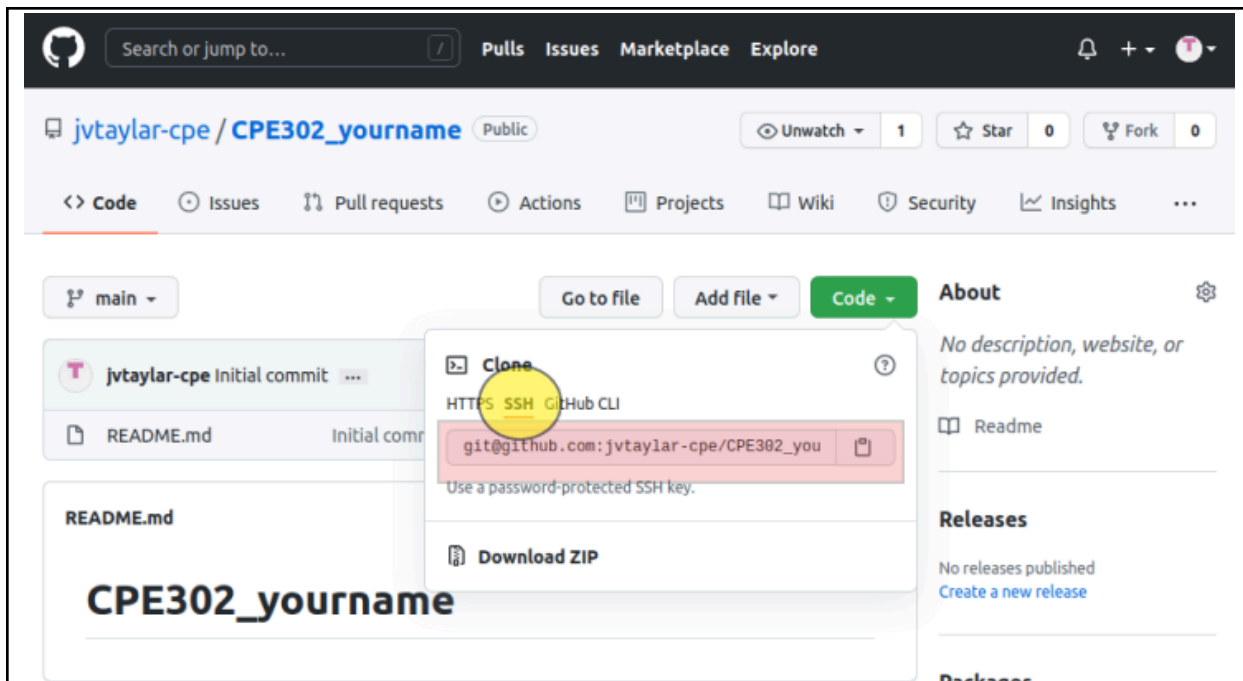 Search or jump to... / Pulls Issues Marketplace Explore
jvtaylar-cpe / CPE302_yourname Public Unwatch 1 Star 0 Fork 0
Code Issues Pull requests Actions Projects Wiki Security Insights ...
main Go to file Add file Code About
No description, website, or
topics provided.
Clone
jvtaylar-cpe Initial commit ...
HTTPS SSH GitHub CLI
README.md Initial comm Readme
git@github.com:jvtaylar-cpe/CPE302_you
Use a password-protected SSH key.
README.md Releases
Download ZIP No releases published
Create a new release
CPE302_yourname
Packages